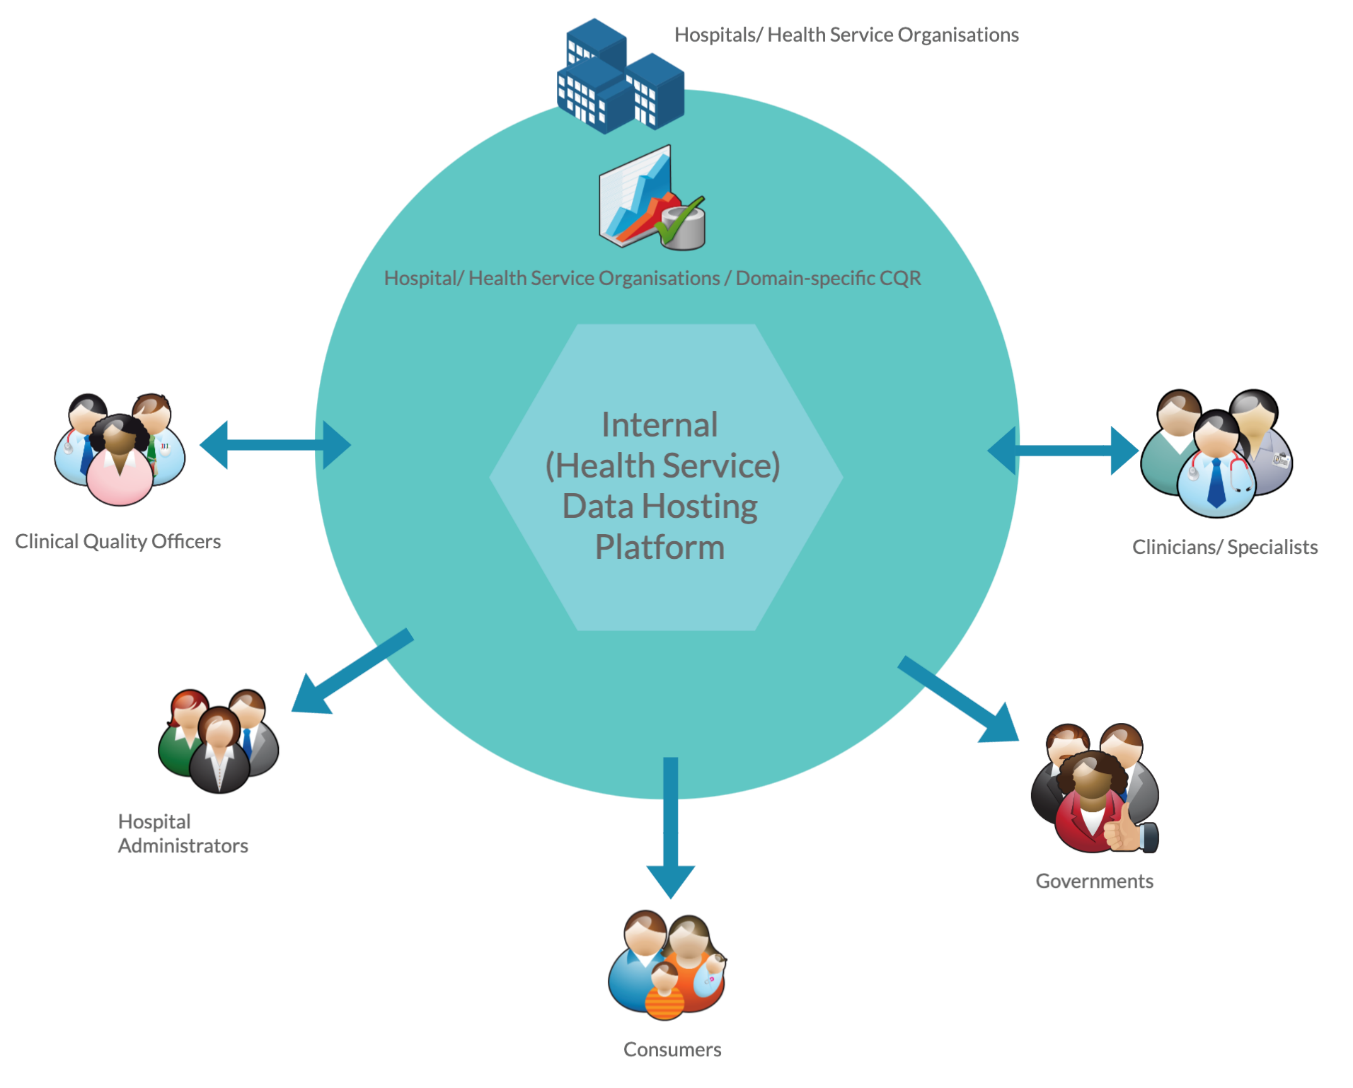 Hospitals/ Health Service Organisations
Hospital/ Health Service Organisations / Domain-specific CQR
Internal
(Health Service)
Data Hosting
Platform
Clinical Quality Officers
Clinicians/ Specialists
Hospital
Administrators
Governments
Consumers